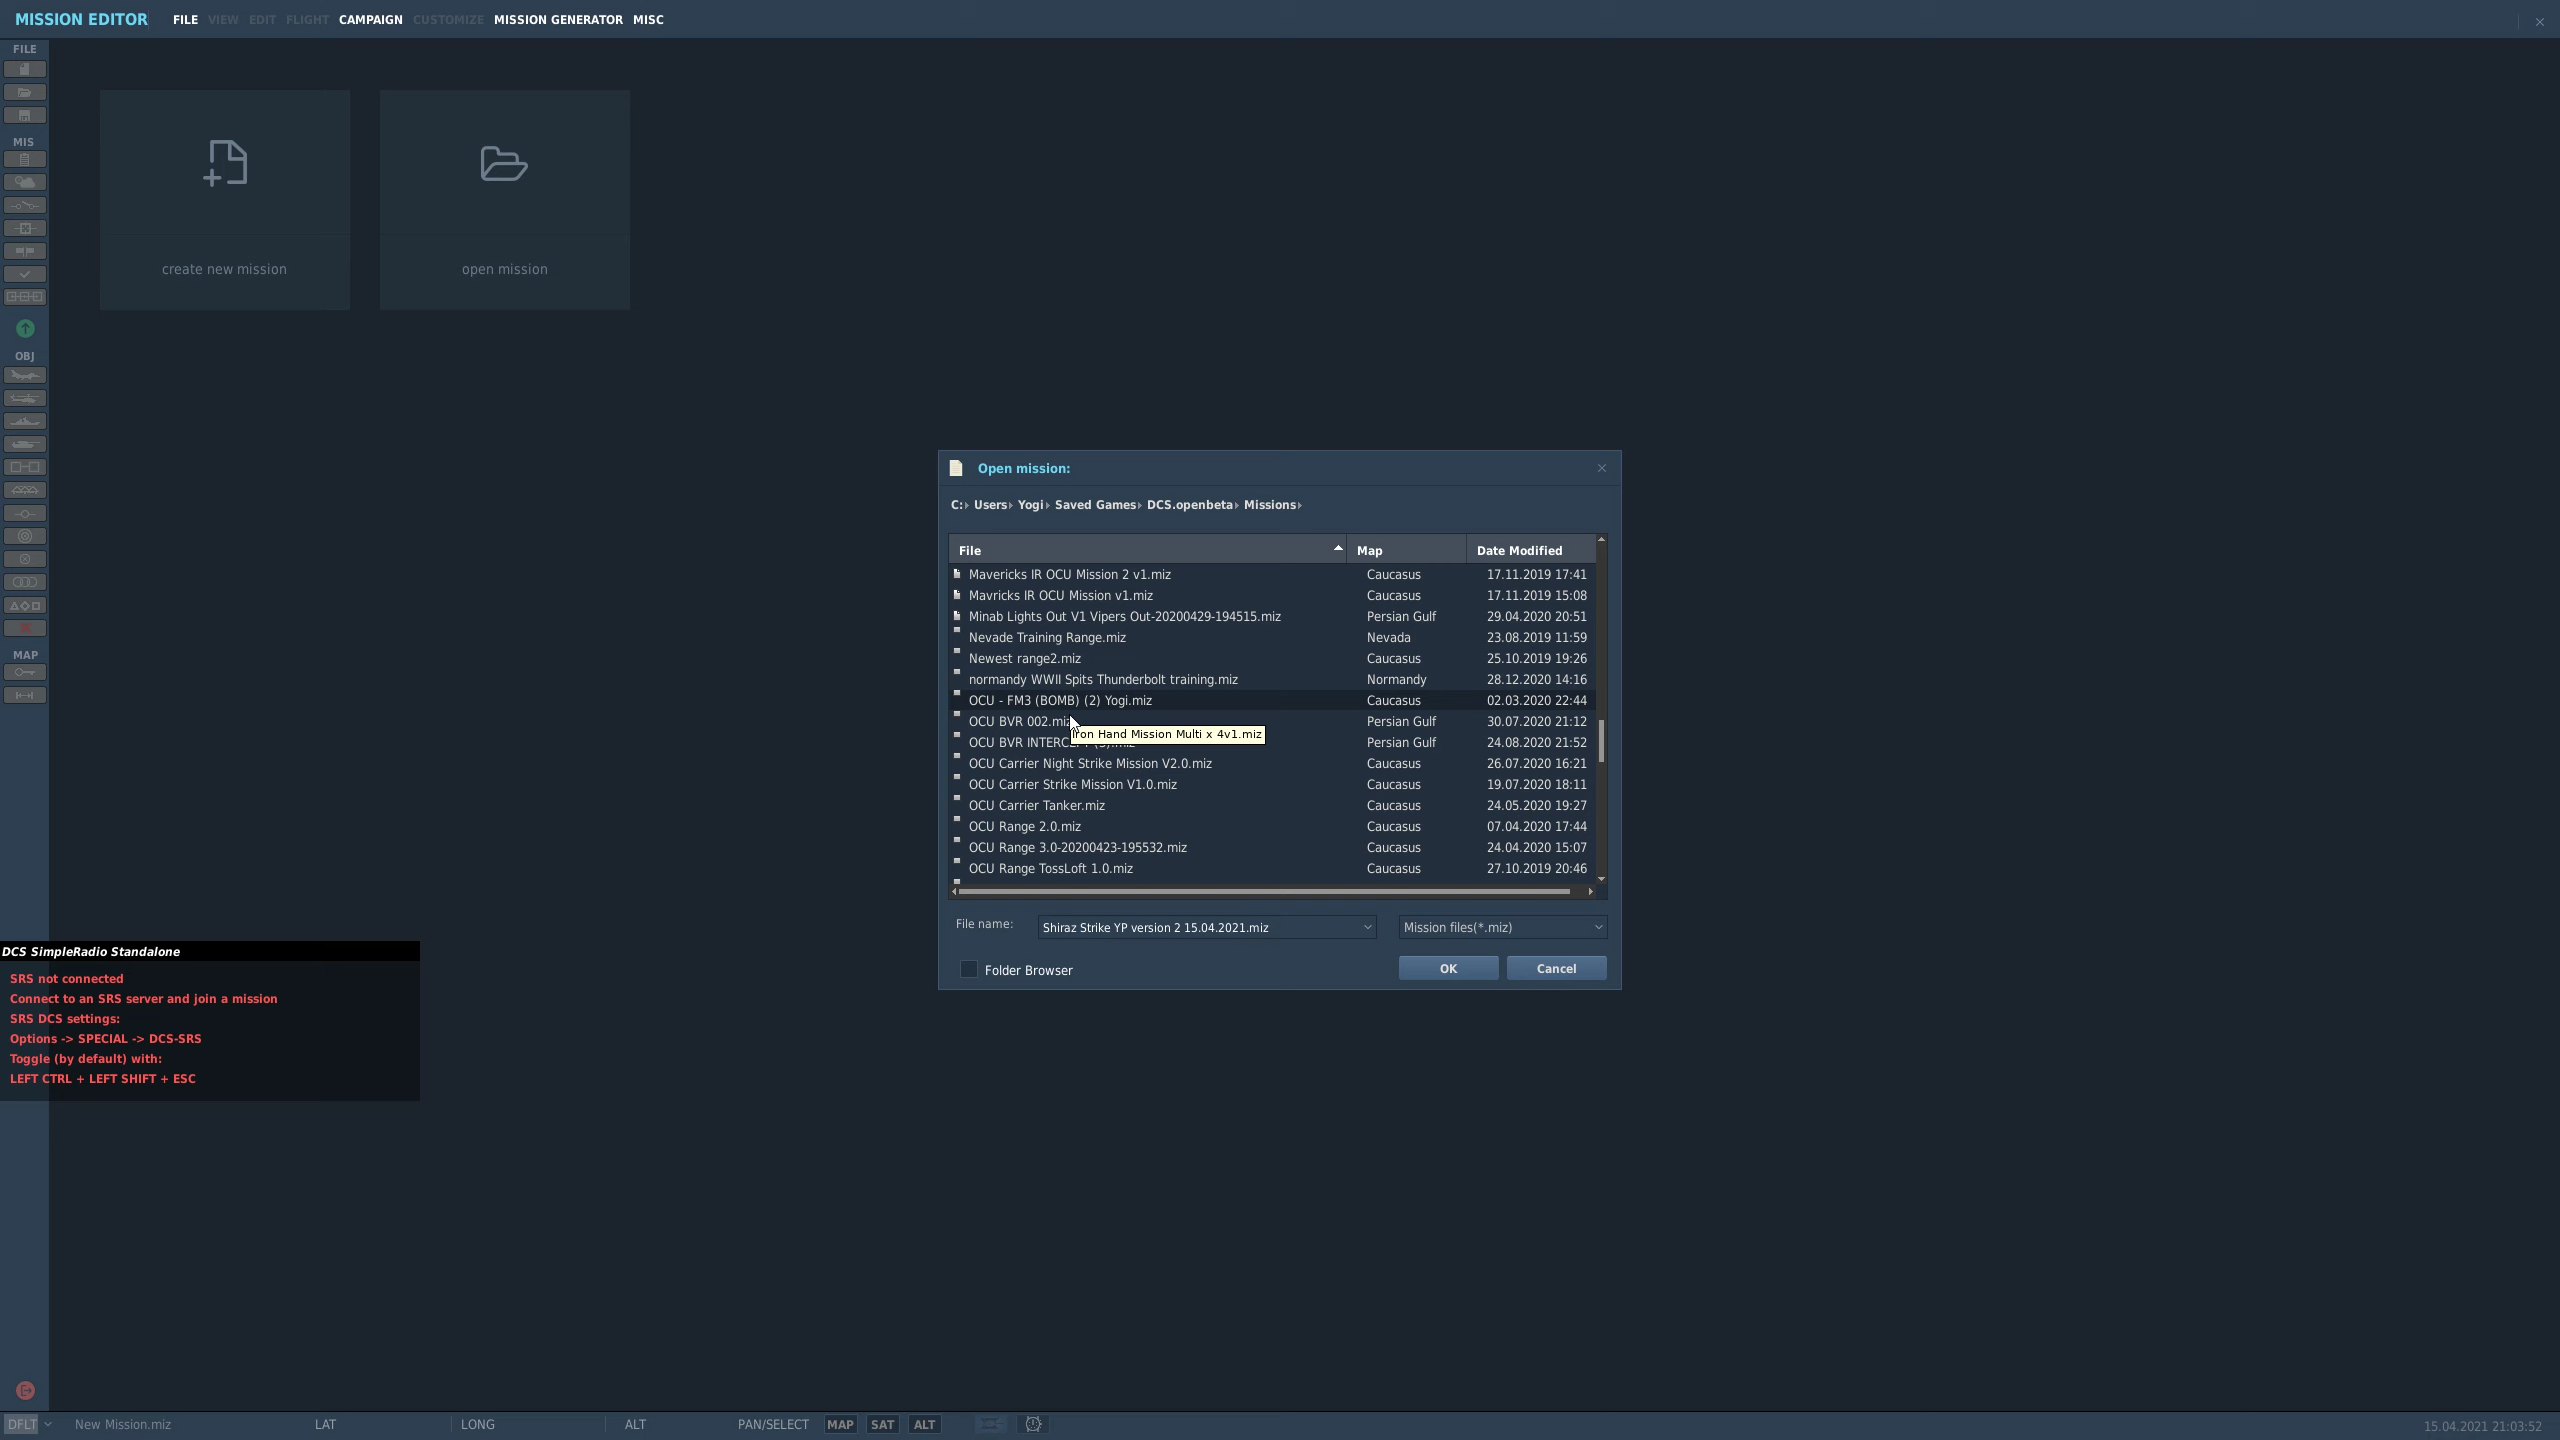 MISSION EDITOR FILE VIEW EDIT FLIGHT CAMPAIGN CUSTOMIZE MISSION GENERATOR MISC
FILE
MIS
OBJ
MAP
create new mission
open mission
Open mission:
C: Users Yogi Saved Games DCS.openbeta Missions
File Map Date Modified
Mavericks IR OCU Mission 2 v1.miz Caucasus 17.11.2019 17:41
Mavricks IR OCU Mission v1.miz Caucasus 17.11.2019 15:08
Minab Lights Out V1 Vipers Out-20200429-194515.miz Persian Gulf 29.04.2020 20:51
Nevade Training Range.miz Nevada 23.08.2019 11:59
Newest range2.miz Caucasus 25.10.2019 19:26
normandy WWII Spits Thunderbolt training.miz Normandy 28.12.2020 14:16
OCU - FM3 (BOMB) (2) Yogi.miz Caucasus 02.03.2020 22:44
OCU BVR 002.miz Persian Gulf 30.07.2020 21:12
Iron Hand Mission Multi x 4v1.miz
OCU BVR Persian Gulf 24.08.2020 21:52
OCU Carrier Night Strike Mission V2.0.miz Caucasus 26.07.2020 16:21
OCU Carrier Strike Mission V1.0.miz Caucasus 19.07.2020 18:11
OCU Carrier Tanker.miz Caucasus 24.05.2020 19:27
OCU Range 2.0.miz Caucasus 07.04.2020 17:44
OCU Range 3.0-20200423-195532.miz Caucasus 24.04.2020 15:07
OCU Range TossLoft 1.0.miz Caucasus 27.10.2019 20:46
File name: Shiraz Strike YP version 2 15.04.2021.miz Mission files(*.miz)
Folder Browser OK Cancel
DCS SimpleRadio Standalone
SRS not connected
Connect to an SRS server and join a mission
SRS DCS settings:
Options -> SPECIAL -> DCS-SRS
Toggle (by default) with:
LEFT CTRL + LEFT SHIFT + ESC
DFLT New Mission.miz LAT LONG ALT PAN/SELECT MAP SAT ALT 15.04.2021 21:03:52